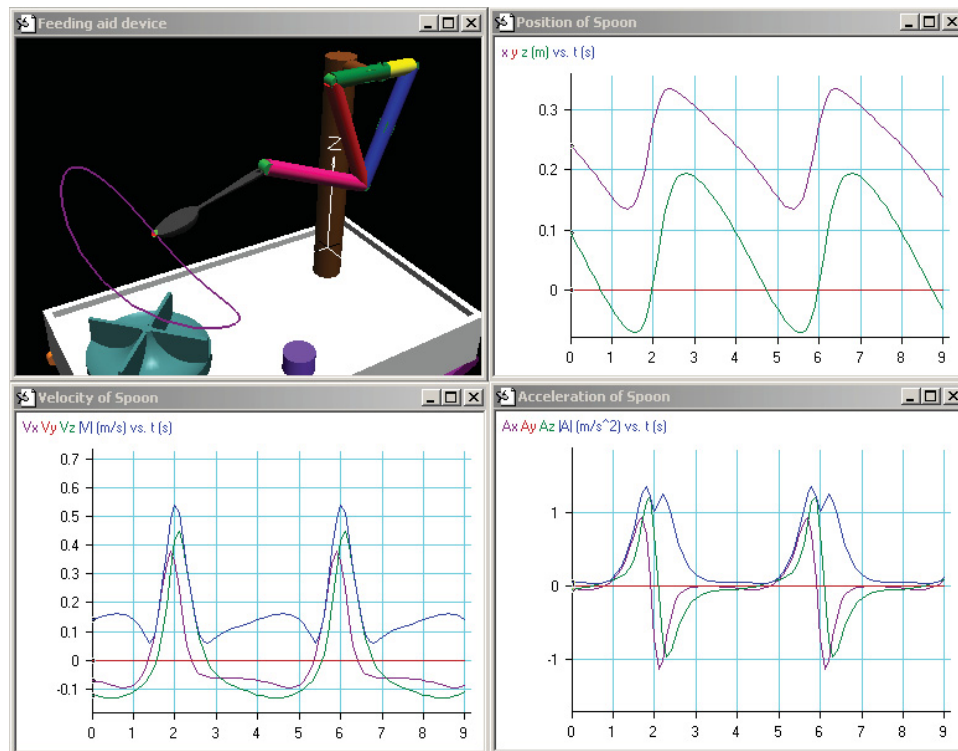 Feeding aid device
Z
Position of Spoon
x y z (m) vs. t (s)
0.3
0.2
0.1
0
0 1 2 3 4 5 6 7 8 9
Velocity of Spoon
Vx Vy Vz |V| (m/s) vs. t (s)
0.7
0.6
0.5
0.4
0.3
0.2
0.1
0
-0.1
0 1 2 3 4 5 6 7 8 9
Acceleration of Spoon
Ax Ay Az |A| (m/s^2) vs. t (s)
1
0
-1
0 1 2 3 4 5 6 7 8 9